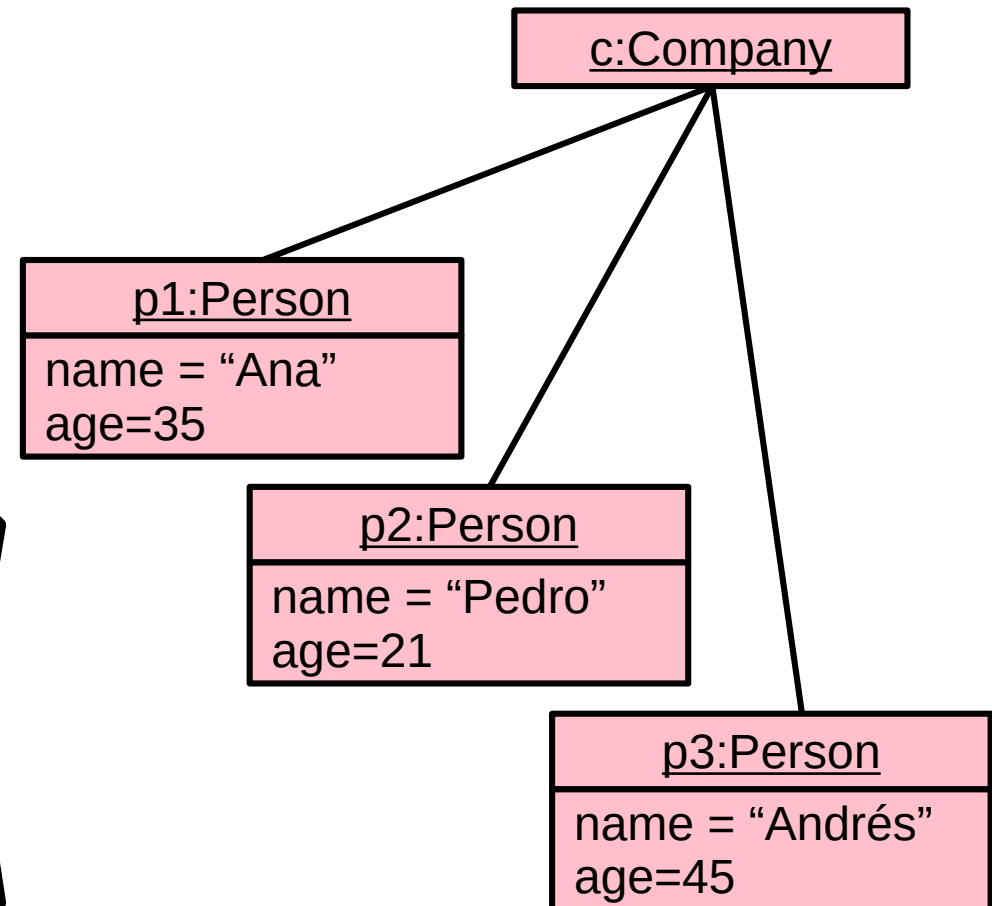 c:Company
p1:Person
name = “Ana”
age=35
p2:Person
name = “Pedro”
age=21
p3:Person
name = “Andrés”
age=45